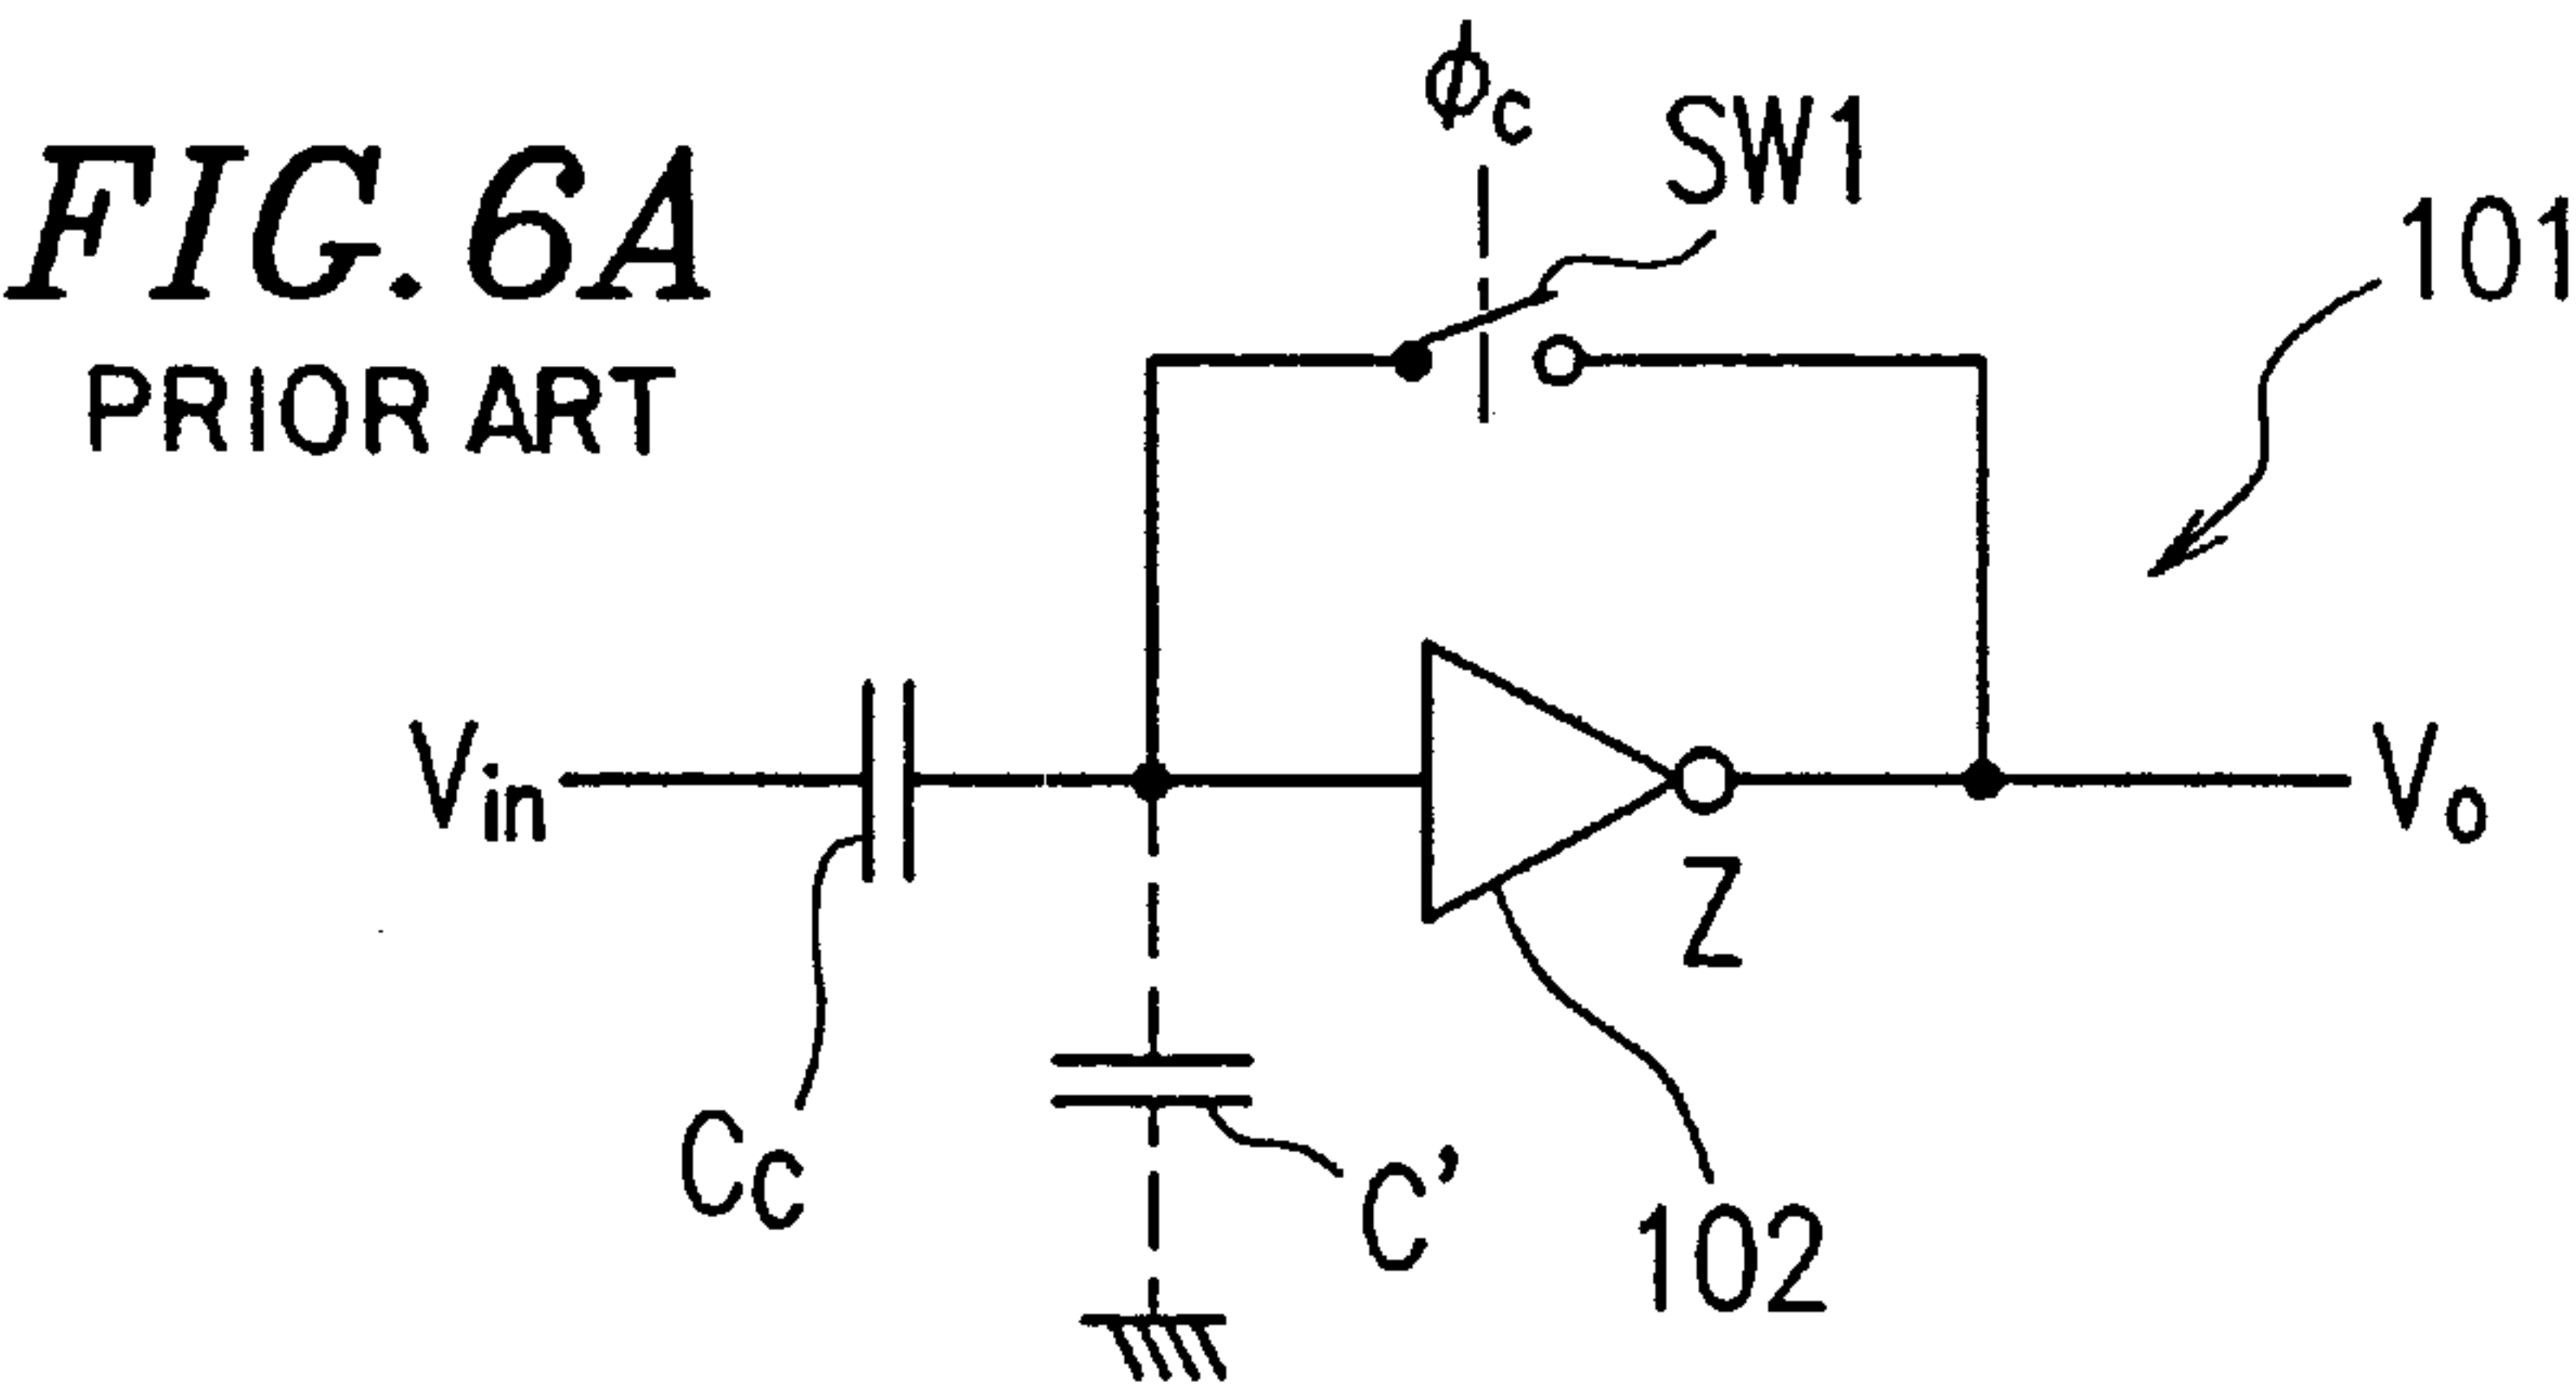 FIG. 6A
PRIOR ART
ϕc
SW1
101
Vin
Vo
Z
Cc
C'
102